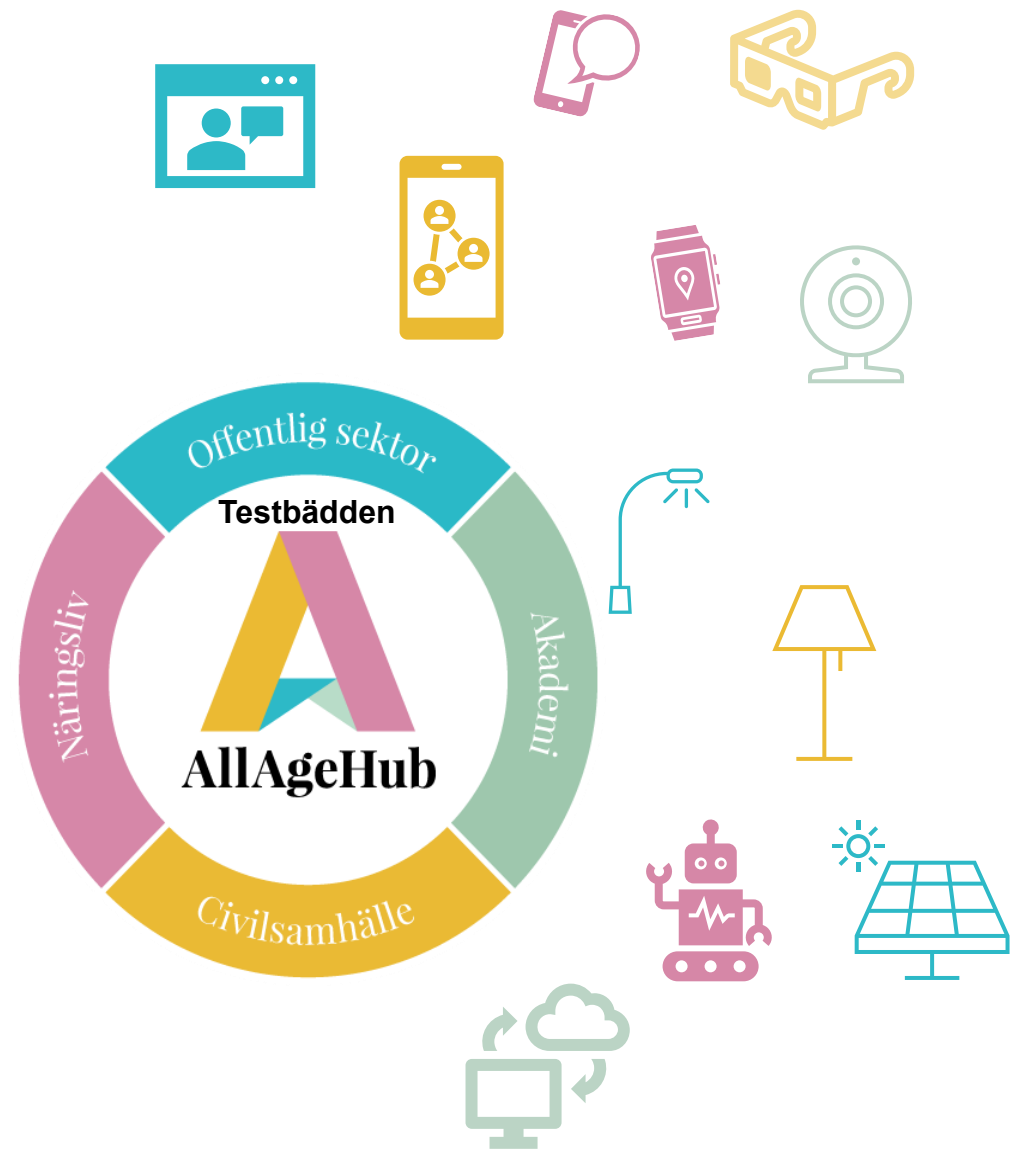 Offentlig sektor
Testbädden
Näringsliv
Akademi
AllAgeHub
Civilsamhälle